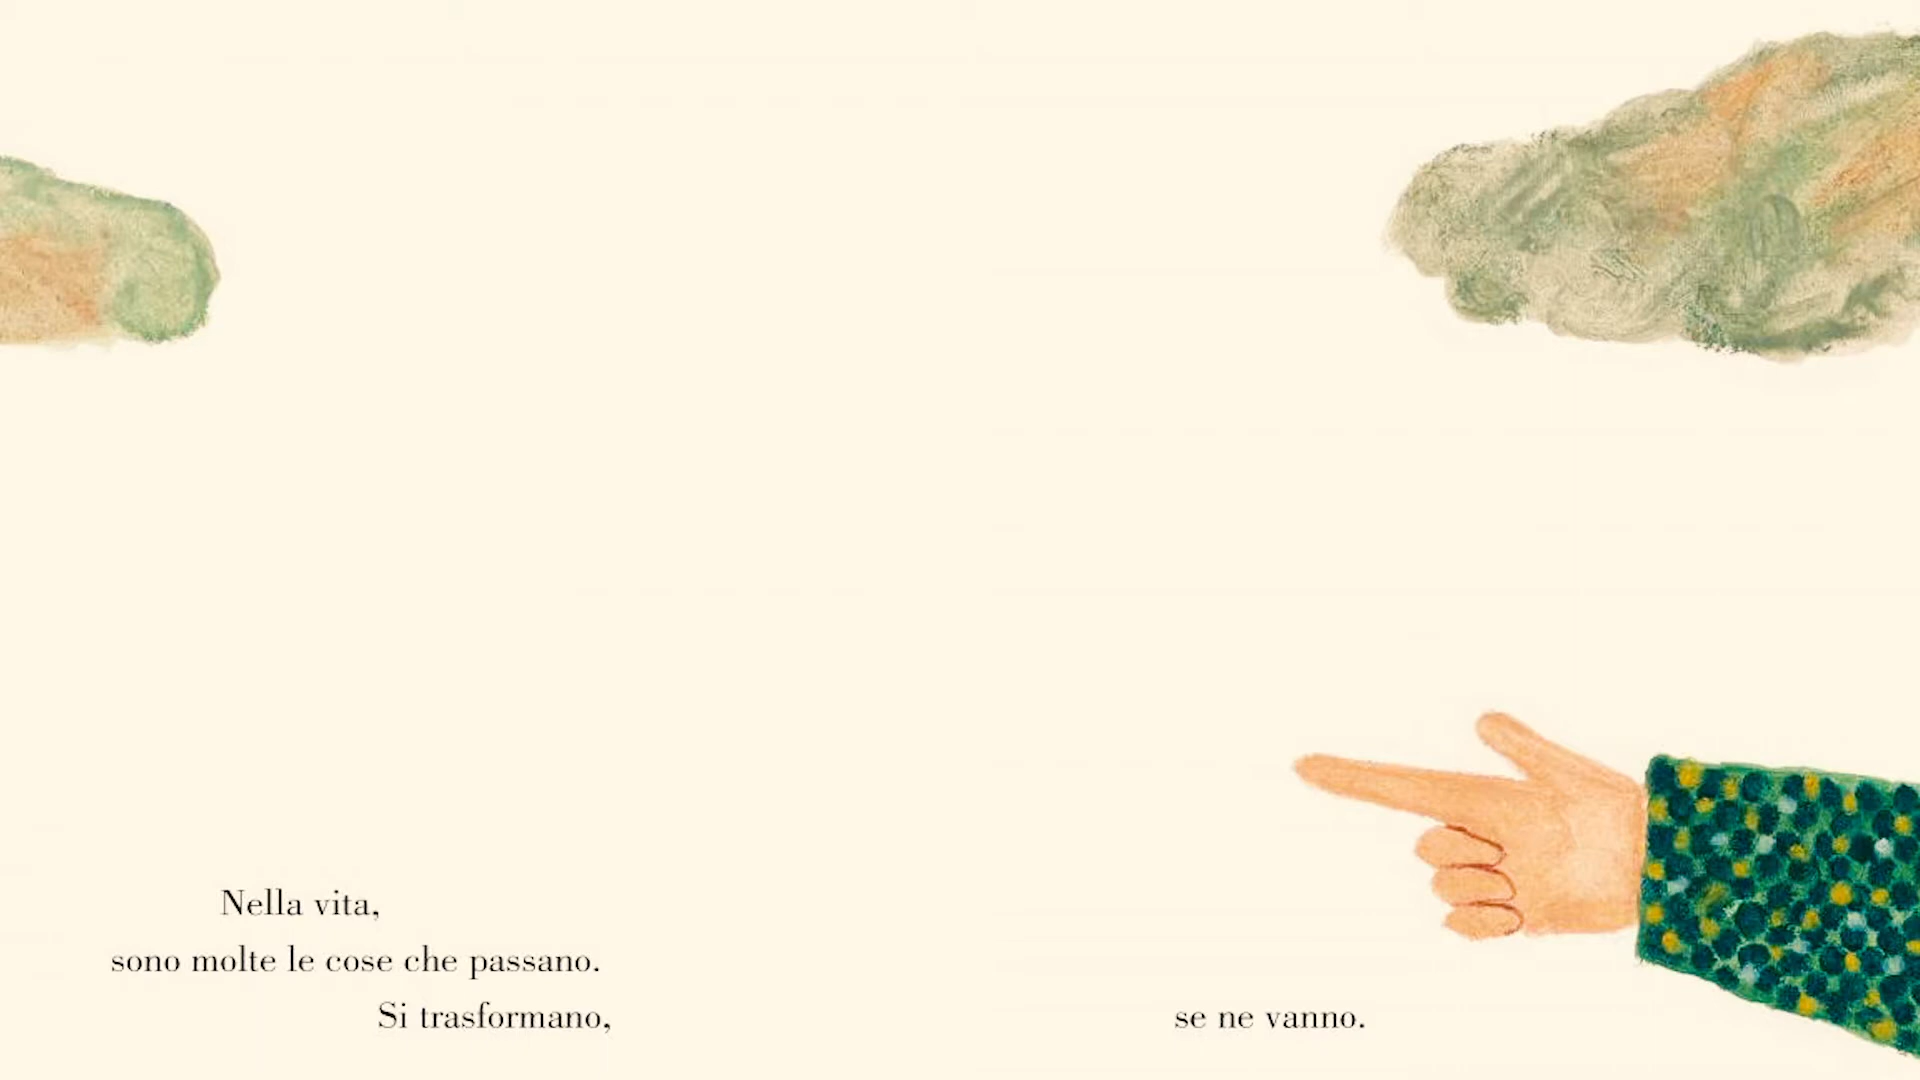 Nella vita,
sono molte le cose che passano.
Si trasformano,
se ne vanno.